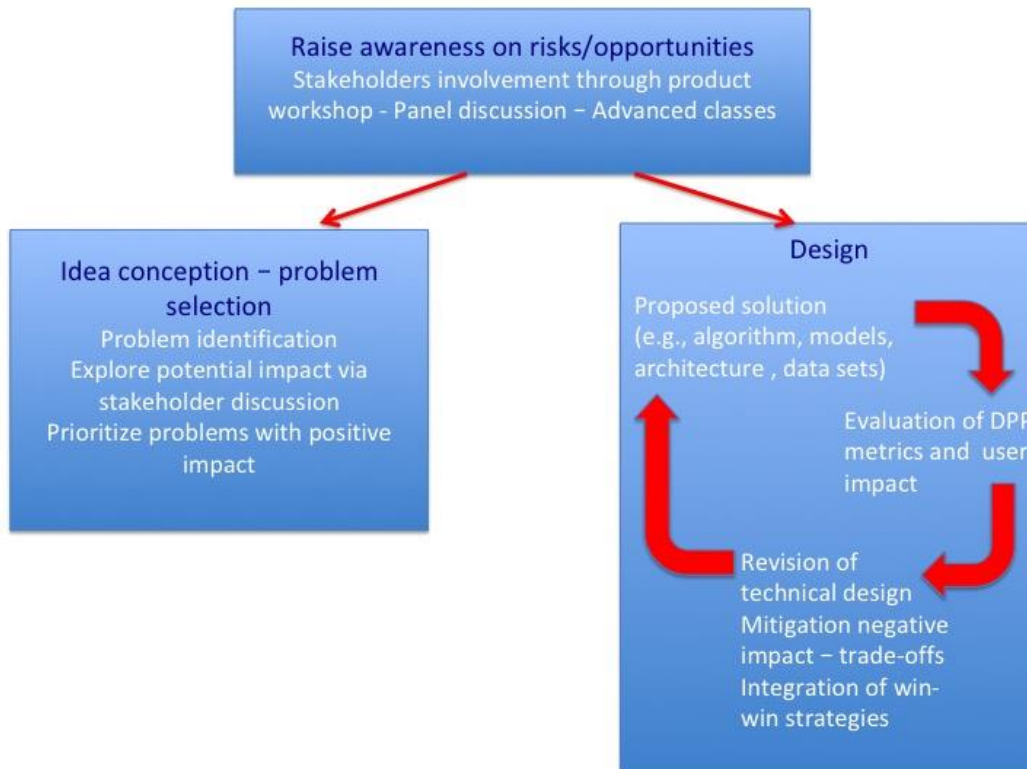 Raise awareness on risks/opportunities
Stakeholders involvement through product
workshop - Panel discussion – Advanced classes
Idea conception – problem
selection
Problem identification
Explore potential impact via
stakeholder discussion
Prioritize problems with positive
impact
Design
Proposed solution
(e.g., algorithm, models,
architecture , data sets)
Evaluation of DPP
metrics and user
impact
Revision of
technical design
Mitigation negative
impact – trade-offs
Integration of win-
win strategies